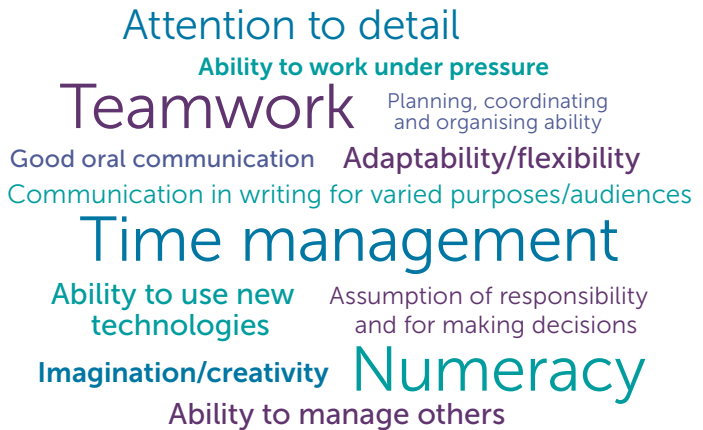 Attention to detail
Ability to work under pressure
Teamwork
Planning, coordinating
and organising ability
Good oral communication
Adaptability/flexibility
Communication in writing for varied purposes/audiences
Time management
Ability to use new
technologies
Assumption of responsibility
and for making decisions
Imagination/creativity
Numeracy
Ability to manage others